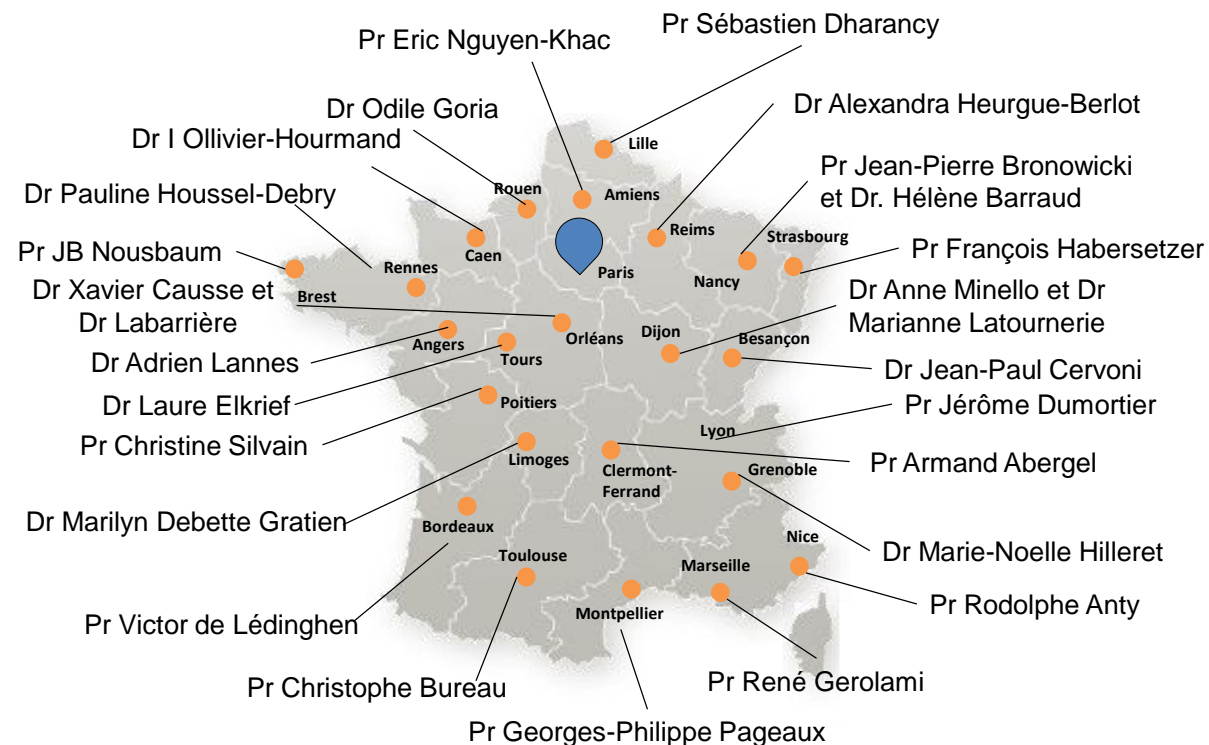 Pr Sébastien Dharancy
Pr Eric Nguyen-Khac
Dr Odile Goria
Dr Alexandra Heurgue-Berlot
Dr I Ollivier-Hourmand
Lille
Pr Jean-Pierre Bronowicki
et Dr. Hélène Barraud
Dr Pauline Houssel-Debry
Rouen
Amiens
Reims
Strasbourg
Pr JB Nousbaum
Caen
Pr François Habersetzer
Rennes
Paris
Nancy
Dr Xavier Causse et
Dr Labarrière
Brest
Dr Anne Minello et Dr
Marianne Latournerie
Angers
Orléans
Dijon
Besançon
Dr Adrien Lannes
Tours
Dr Jean-Paul Cervoni
Dr Laure Elkrief
Poitiers
Pr Jérôme Dumortier
Pr Christine Silvain
Lyon
Limoges
Clermont-
Ferrand
Grenoble
Pr Armand Abergel
Dr Marilyn Debette Gratien
Bordeaux
Toulouse
Marseille
Nice
Dr Marie-Noelle Hilleret
Montpellier
Pr Rodolphe Anty
Pr Victor de Lédinghen
Pr Christophe Bureau
Pr René Gerolami
Pr Georges-Philippe Pageaux